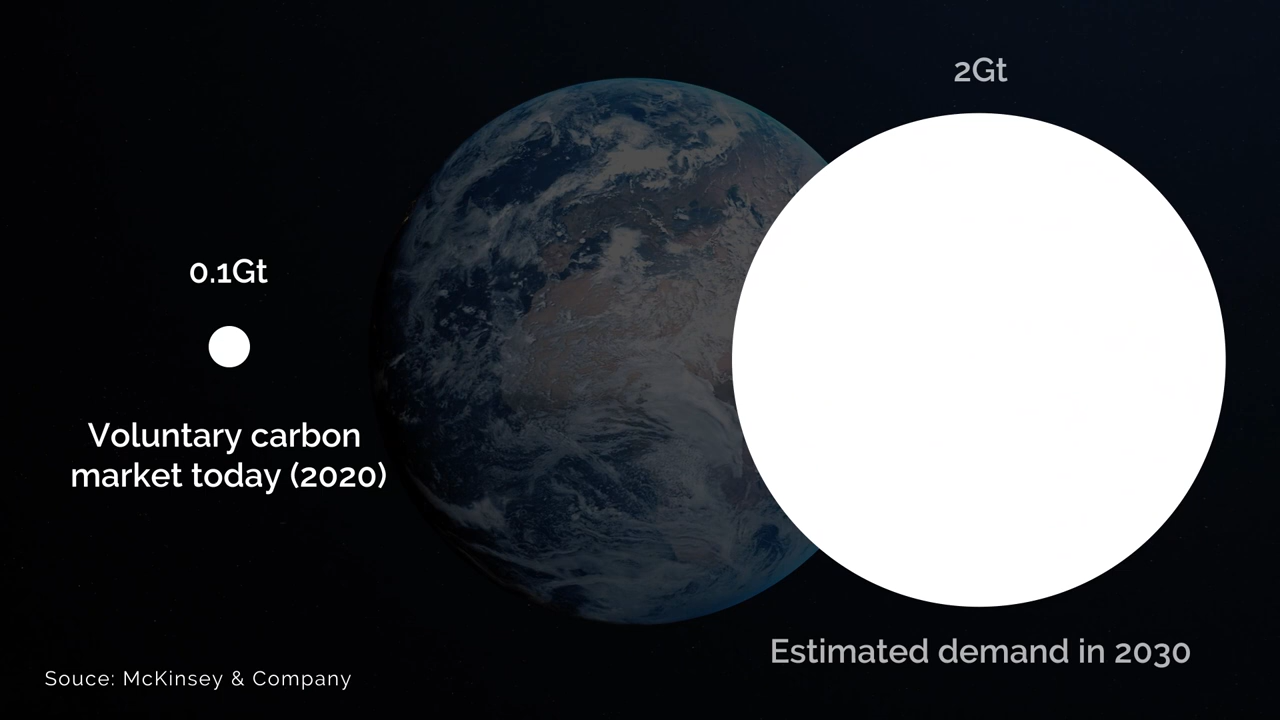 0.1Gt
Voluntary carbon
market today (2020)
2Gt
Estimated demand in 2030
Souce: McKinsey & Company